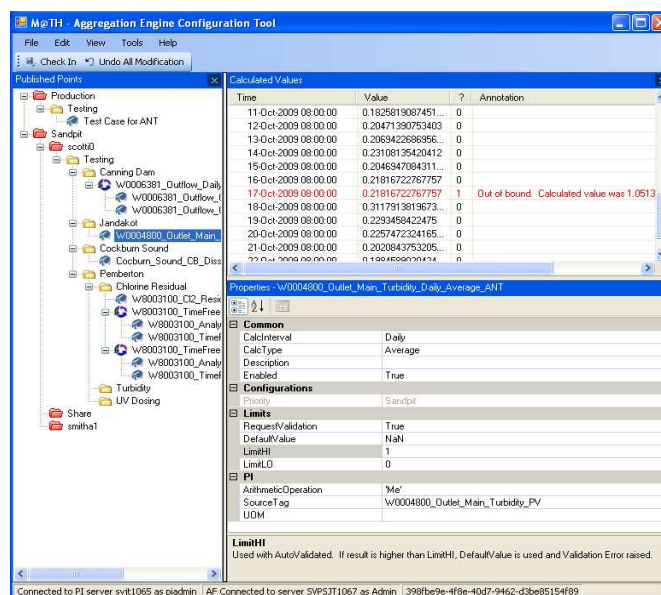 M@TH - Aggregation Engine Configuration Tool
File Edit View Tools Help
Check In Undo All Modification
Published Points
Production
Testing
Test Case for ANT
Sandpit
scotti0
Testing
Canning Dam
W0006381_Outflow_Daily
W0006381_Outflow_(
W0006381_Outflow_(
Jandakot
W0004800_Outlet_Main_
Cockburn Sound
Cocburn_Sound_CB_Diss
Pemberton
Chlorine Residual
W8003100_Cl2_Resid
W8003100_TimeFree
W8003100_Analy
W8003100_Timef
W8003100_TimeFree
W8003100_Analy
W8003100_Timef
Turbidity
UV Dosing
Share
smitha1
Calculated Values
Time Value ? Annotation
11-Oct-2009 08:00:00 0.1825819087451... 0
12-Oct-2009 08:00:00 0.20471390753403 0
13-Oct-2009 08:00:00 0.2069422686956... 0
14-Oct-2009 08:00:00 0.23108135420412 0
15-Oct-2009 08:00:00 0.2046947084311... 0
16-Oct-2009 08:00:00 0.21816722767757 0
17-Oct-2009 08:00:00 0.21816722767757 1 Out of bound. Calculated value was 1.0513
18-Oct-2009 08:00:00 0.3117913819673... 0
19-Oct-2009 08:00:00 0.2293458422475 0
20-Oct-2009 08:00:00 0.2257472324165... 0
21-Oct-2009 08:00:00 0.2020843753205... 0
22-Oct-2009 08:00:00 0
Properties - W0004800_Outlet_Main_Turbidity_Daily_Average_ANT
Common
CalcInterval Daily
CalcType Average
Description
Enabled True
Configurations
Priority Sandpit
Limits
RequestValidation True
DefaultValue NaN
LimitHI 1
LimitLO 0
PI
ArithmeticOperation 'Me'
SourceTag W0004800_Outlet_Main_Turbidity_PV
UOM
LimitHI
Used with AutoValidated. If result is higher than LimitHI, DefaultValue is used and Validation Error raised.
Connected to PI server svit1065 as piadmin AF Connected to server SVPSJT1067 as Admin 398fbe9e-4f8e-40d7-9462-d3be85154f89